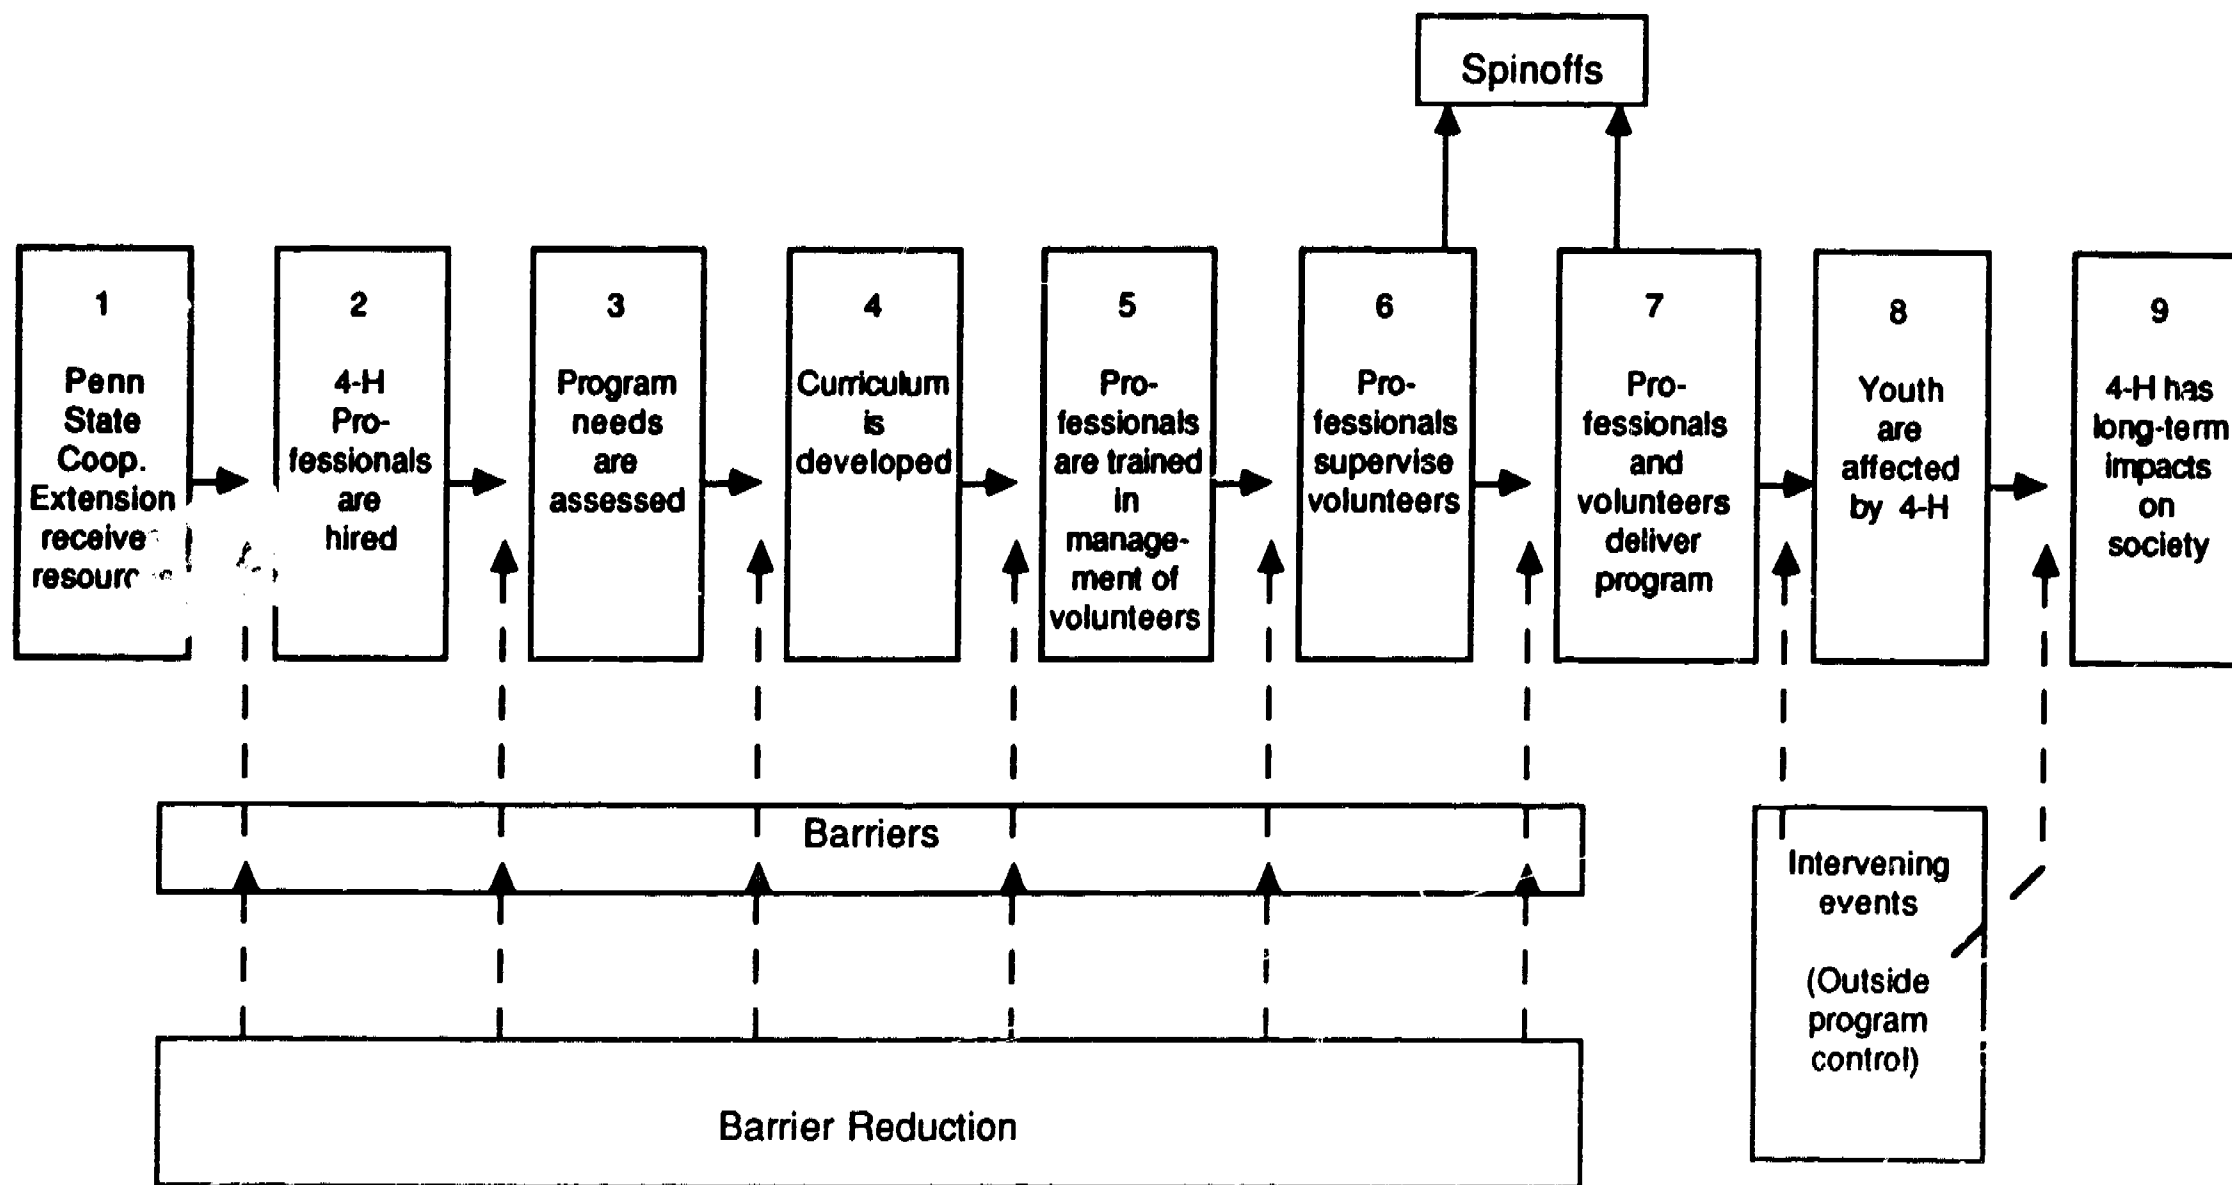 Spinoffs
1
Penn
State
Coop.
Extension
2
4-H
Pro-
fessionals
are
hired
3
Program
needs
are
assessed
4
Curriculum
is
developed
5
Pro-
fessionals
are trained
in
manage-
ment of
volunteers
6
Pro-
fessionals
supervise
volunteers
7
Pro-
fessionals
and
volunteers
deliver
program
8
Youth
are
affected
by 4-H
9
4-H has
long-term
impacts
on
society
Barriers
Intervening
events
(Outside
program
control)
Barrier Reduction